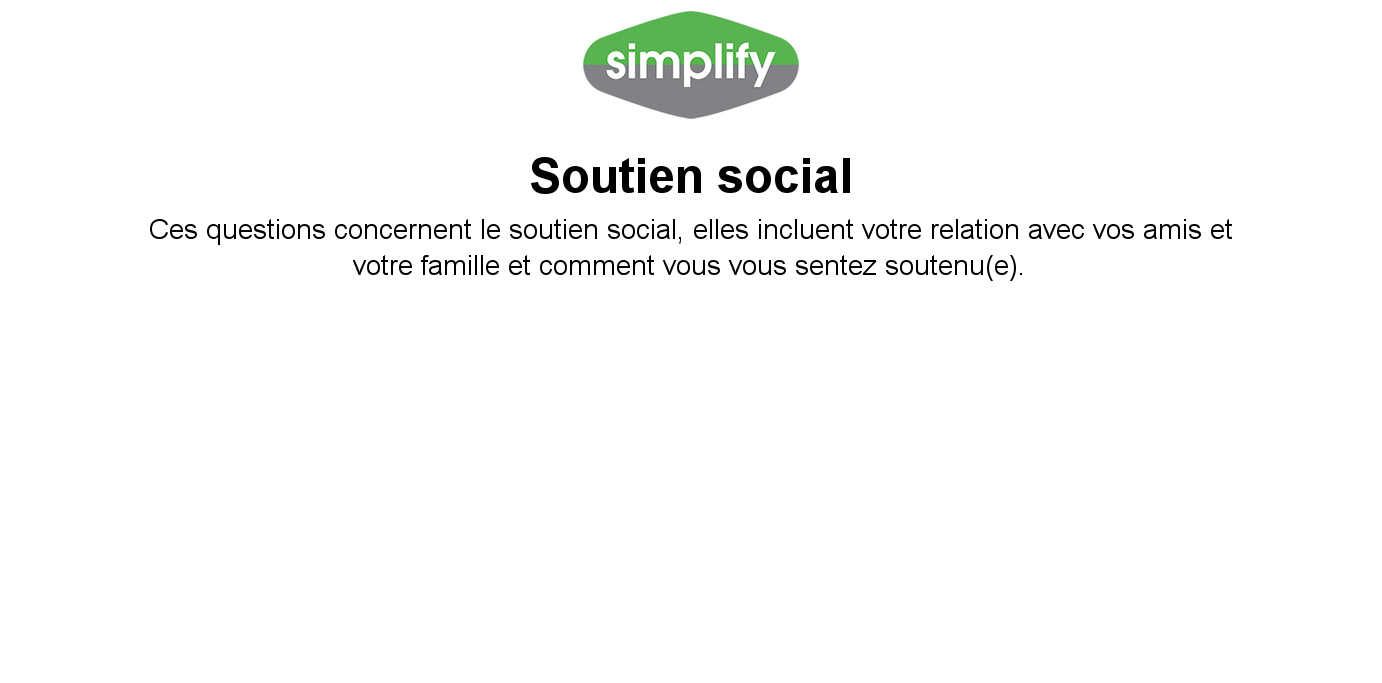 simplify
Soutien social
Ces questions concernent le soutien social, elles incluent votre relation avec vos amis et
votre famille et comment vous vous sentez soutenu(e).